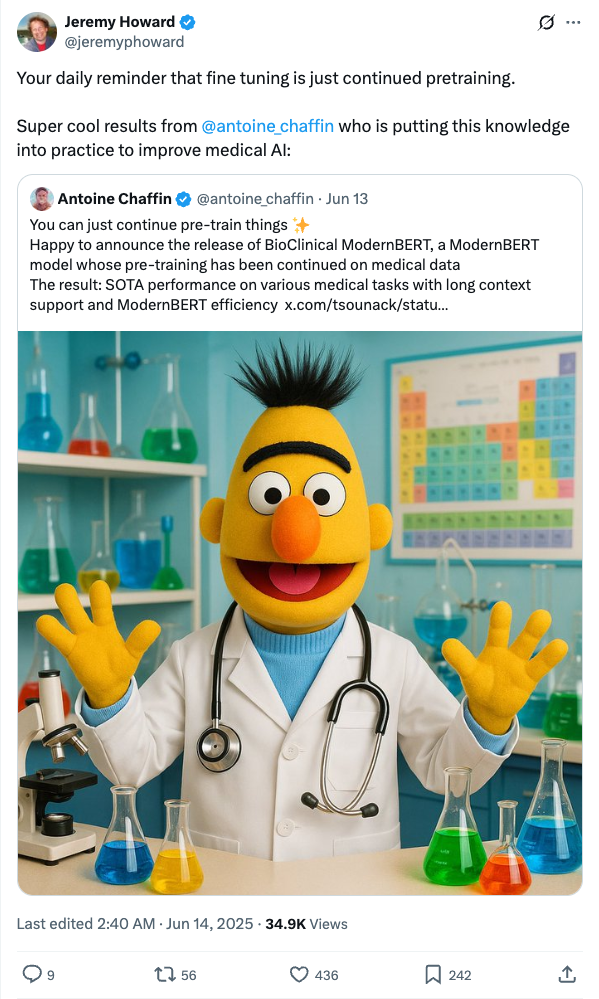 Jeremy Howard
@jeremyphoward
Your daily reminder that fine tuning is just continued pretraining.
Super cool results from @antoine_chaffin who is putting this knowledge
into practice to improve medical AI:
Antoine Chaffin @antoine_chaffin · Jun 13
You can just continue pre-train things ✨
Happy to announce the release of BioClinical ModernBERT, a ModernBERT
model whose pre-training has been continued on medical data
The result: SOTA performance on various medical tasks with long context
support and ModernBERT efficiency x.com/tsounack/statu...
Last edited 2:40 AM · Jun 14, 2025 · 34.9K Views
9 56 436 242